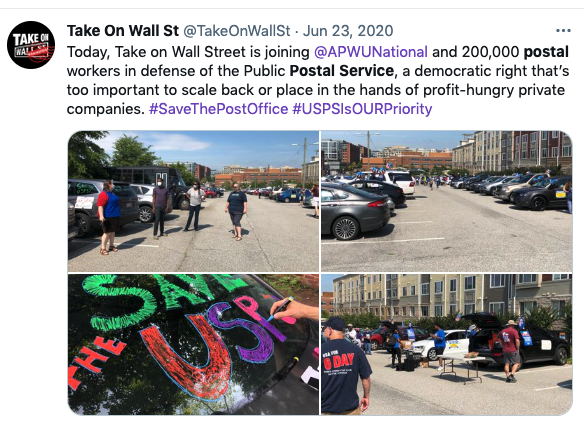 Take On Wall St @TakeOnWallSt · Jun 23, 2020
TAKE ON
WALL ST
Today, Take on Wall Street is joining @APWUNational and 200,000 postal
workers in defense of the Public Postal Service, a democratic right that's
too important to scale back or place in the hands of profit-hungry private
companies. #SaveThePostOffice #USPSIsOURPriority
SAVE
THE USPS
DAY